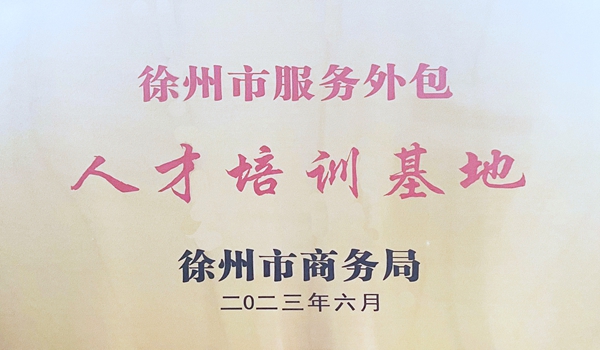 徐州市服务外包
人才培训基地
徐州市商务局
二0二三年六月